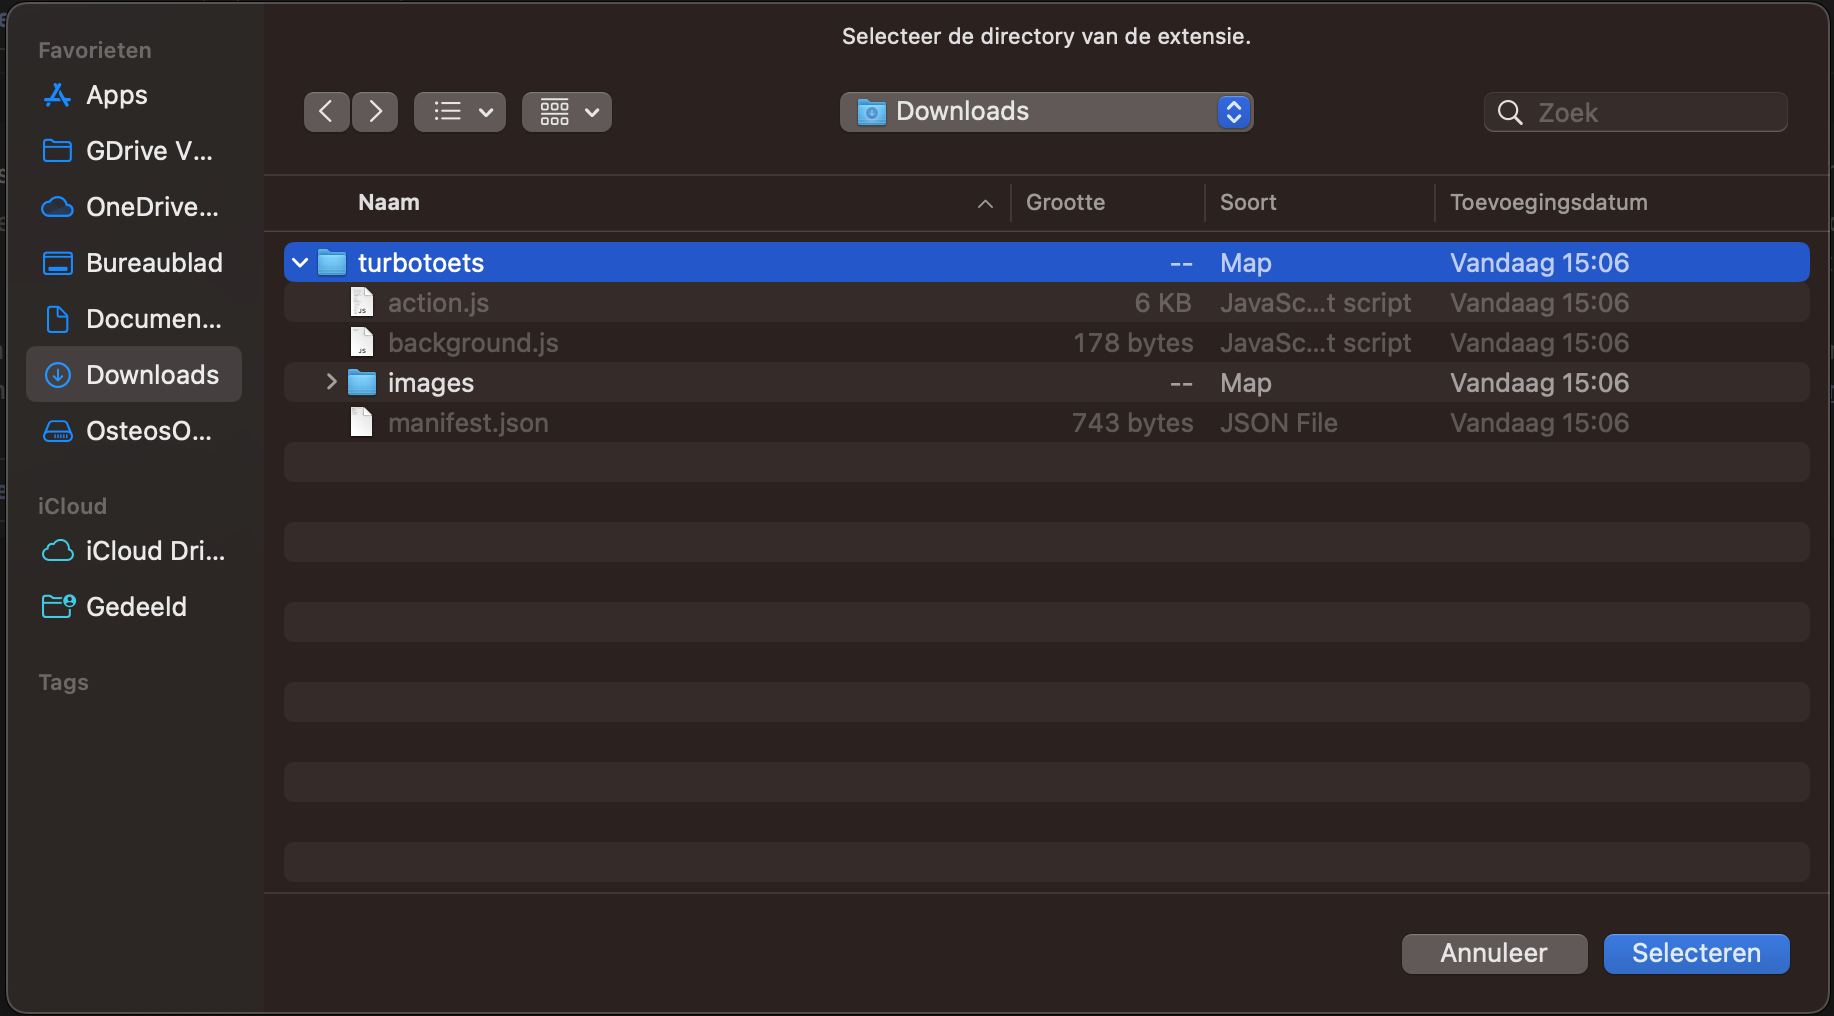 Selecteer de directory van de extensie.
Favorieten
Apps
GDrive V...
OneDrive...
Bureaublad
Documen...
Downloads
OsteosO...
iCloud
iCloud Dri...
Gedeeld
Tags
Downloads
Zoek
Naam Grootte Soort Toevoegingsdatum
turbotoets -- Map Vandaag 15:06
action.js 6 KB JavaSc...t script Vandaag 15:06
background.js 178 bytes JavaSc...t script Vandaag 15:06
images -- Map Vandaag 15:06
manifest.json 743 bytes JSON File Vandaag 15:06
Annuleer Selecteren